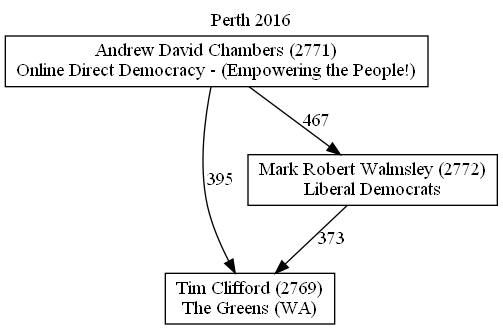 Perth 2016
Andrew David Chambers (2771)
Online Direct Democracy - (Empowering the People!)
467
Mark Robert Walmsley (2772)
Liberal Democrats
395
373
Tim Clifford (2769)
The Greens (WA)